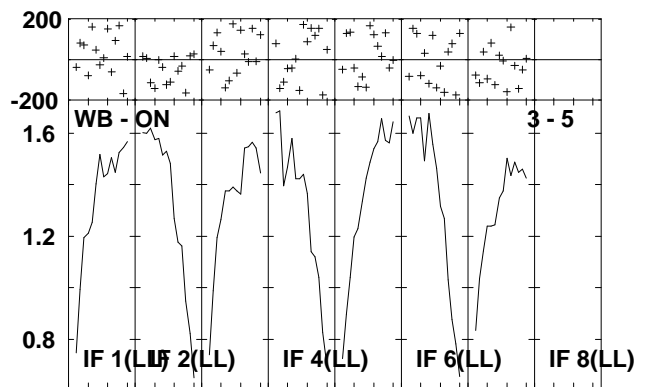 200
-200
WB - ON 3 - 5
1.6
1.2
0.8
IF 1(LL) IF 2(LL) IF 4(LL) IF 6(LL) IF 8(LL)